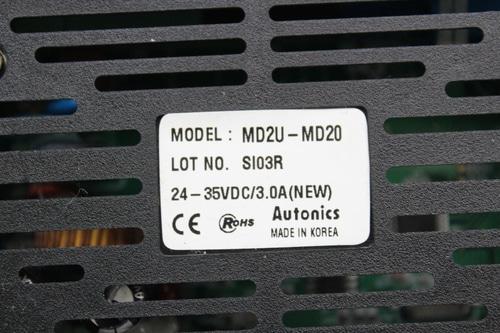 MODEL : MD2U-MD20
LOT NO. SI03R
24-35VDC/3.0A(NEW)
CE RoHS Autonics
MADE IN KOREA